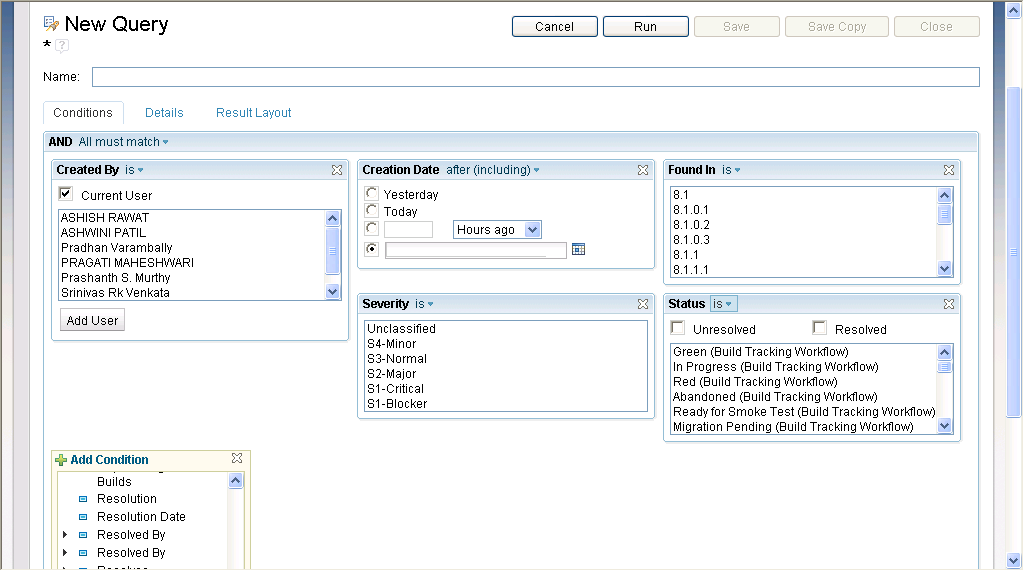 New Query
Cancel
Run
Save
Save Copy
Close
*
?
Name:
Conditions
Details
Result Layout
AND All must match
Created By is
Current User
ASHISH RAWAT
ASHWINI PATIL
Pradhan Varambally
PRAGATI MAHESHWARI
Prashanth S. Murthy
Srinivas Rk Venkata
Add User
Creation Date after (including)
Yesterday
Today
Hours ago
Found In is
8.1
8.1.0.1
8.1.0.2
8.1.0.3
8.1.1
8.1.1.1
Severity is
Unclassified
S4-Minor
S3-Normal
S2-Major
S1-Critical
S1-Blocker
Status is
Unresolved
Resolved
Green (Build Tracking Workflow)
In Progress (Build Tracking Workflow)
Red (Build Tracking Workflow)
Abandoned (Build Tracking Workflow)
Ready for Smoke Test (Build Tracking Workflow)
Migration Pending (Build Tracking Workflow)
Add Condition
Builds
Resolution
Resolution Date
Resolved By
Resolved By